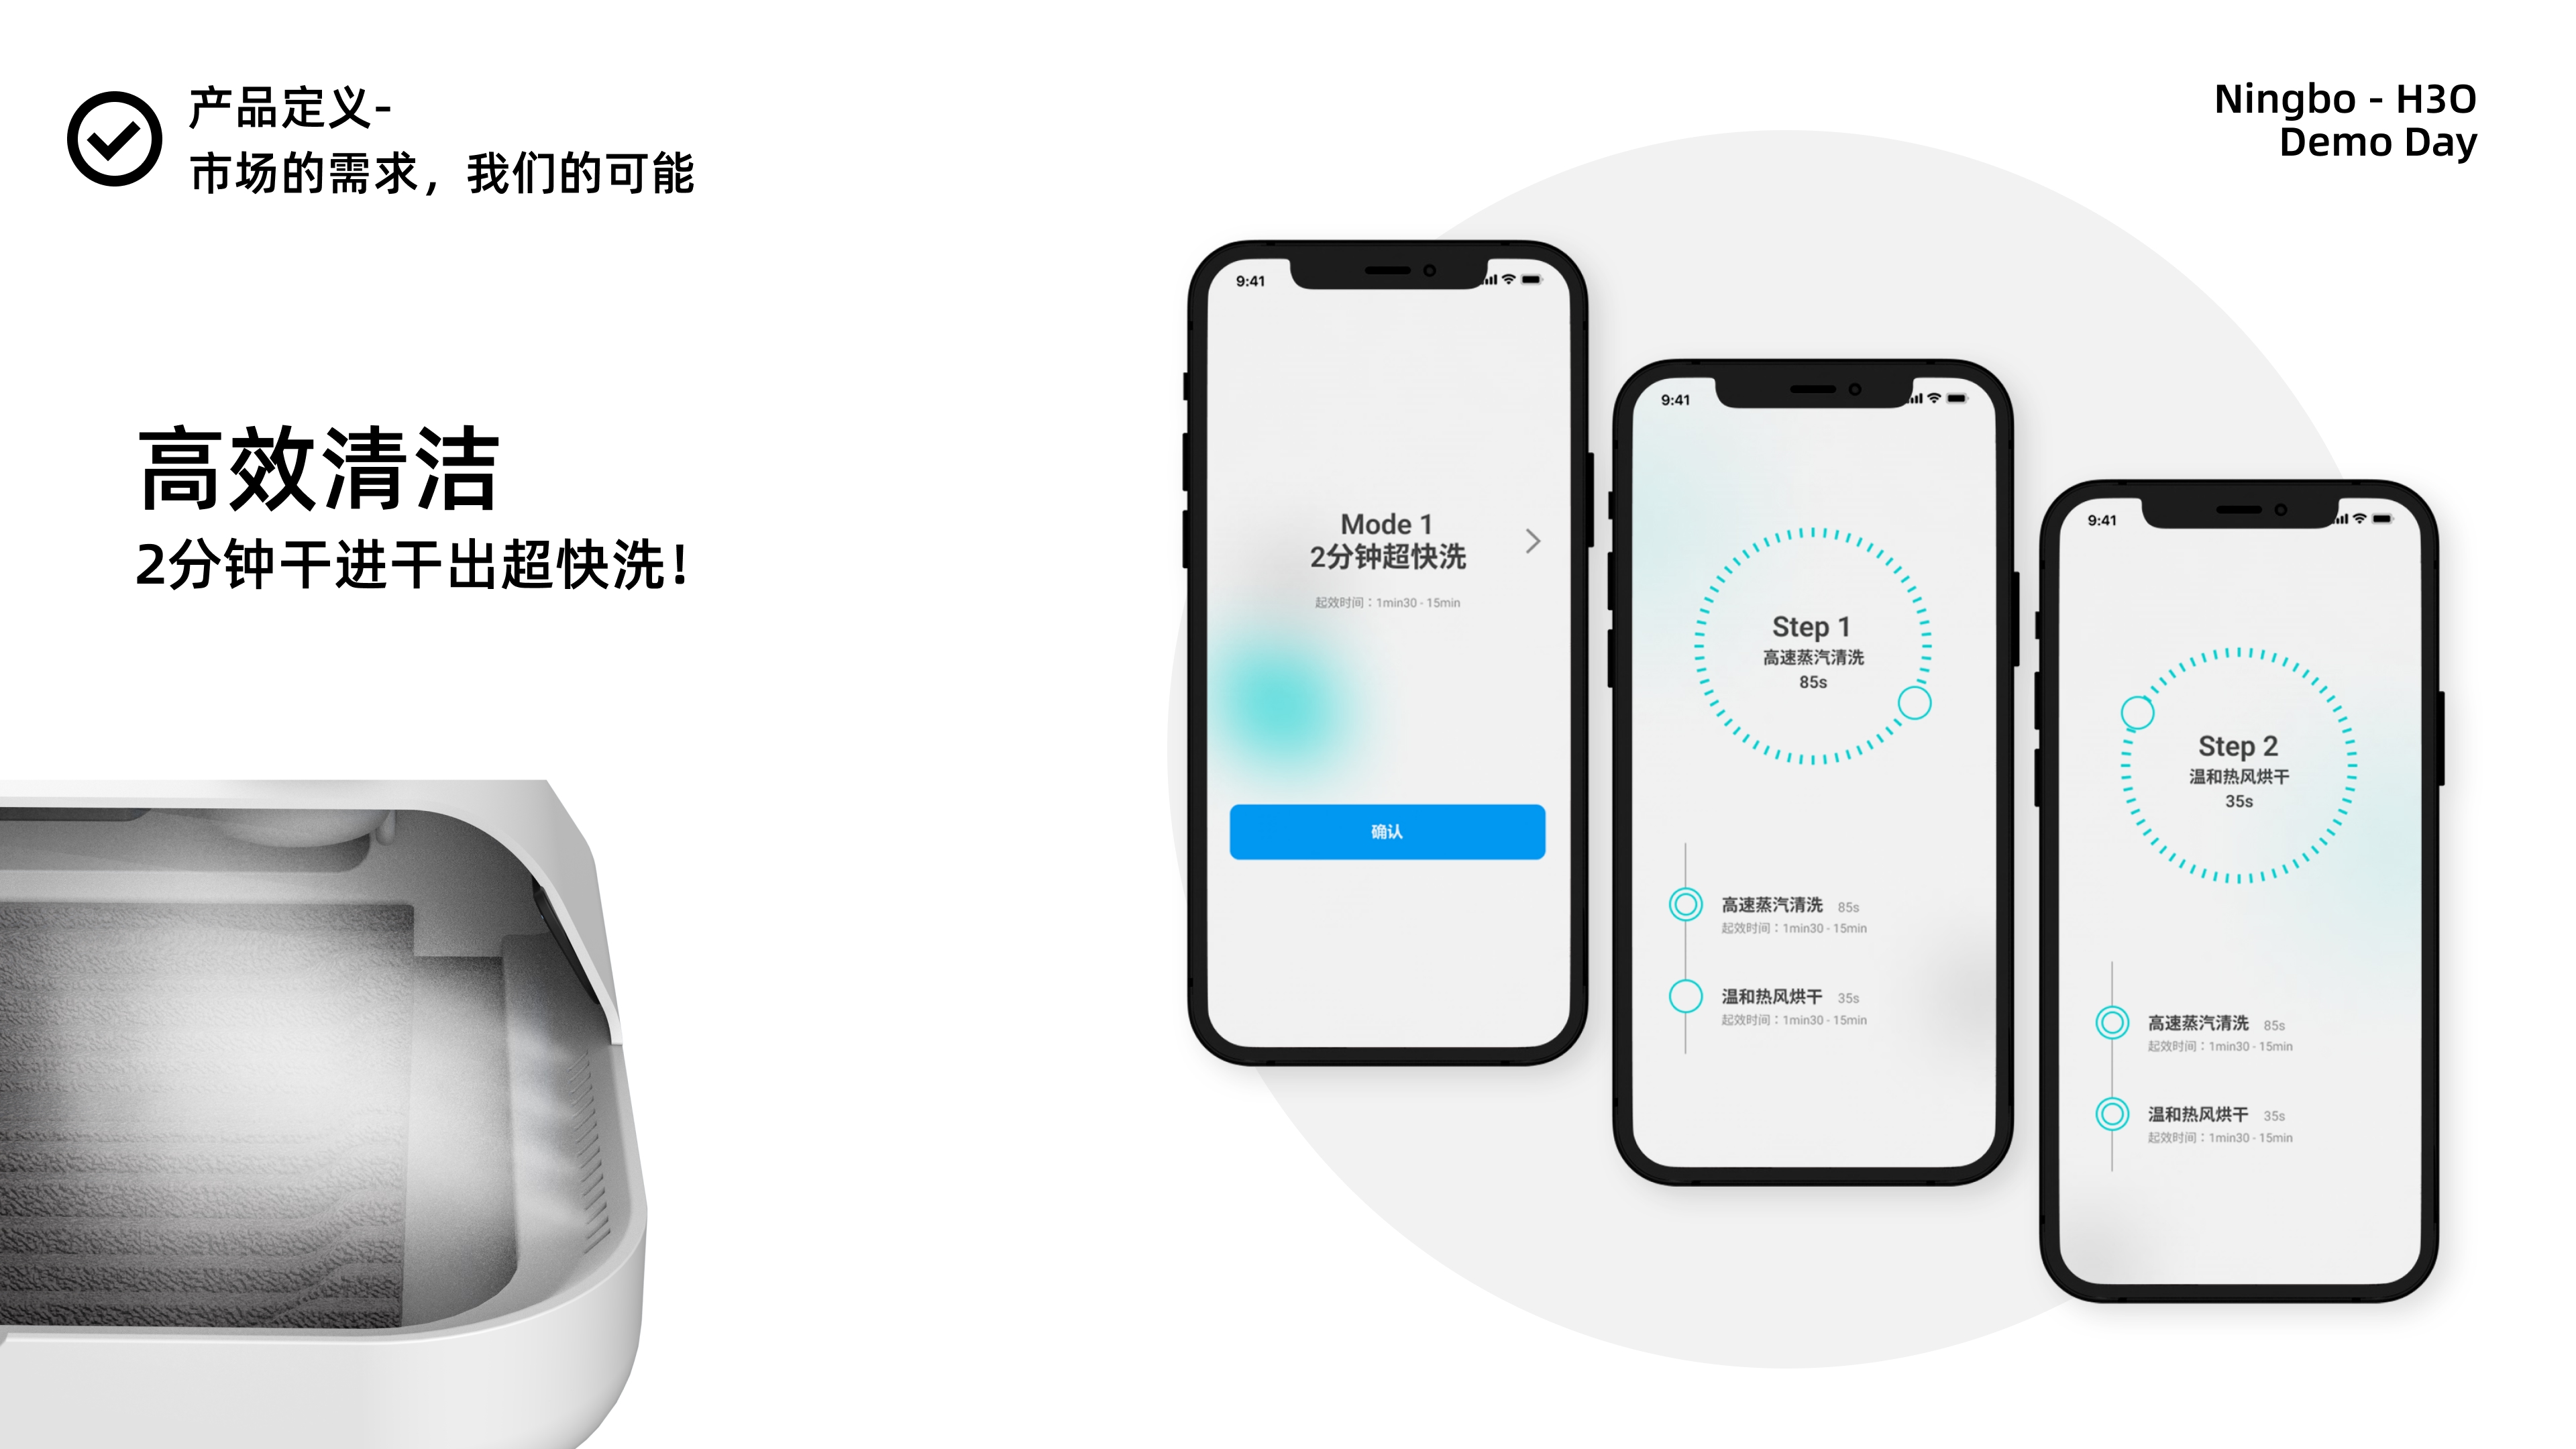 产品定义-
市场的需求，我们的可能
Ningbo - H3O
Demo Day
高效清洁
2分钟干进干出超快洗！
9:41
Mode 1
2分钟超快洗
起效时间：1min30 - 15min
确认
9:41
Step 1
高速蒸汽清洗
85s
高速蒸汽清洗 85s
起效时间：1min30 - 15min
温和热风烘干 35s
起效时间：1min30 - 15min
9:41
Step 2
温和热风烘干
35s
高速蒸汽清洗 85s
起效时间：1min30 - 15min
温和热风烘干 35s
起效时间：1min30 - 15min